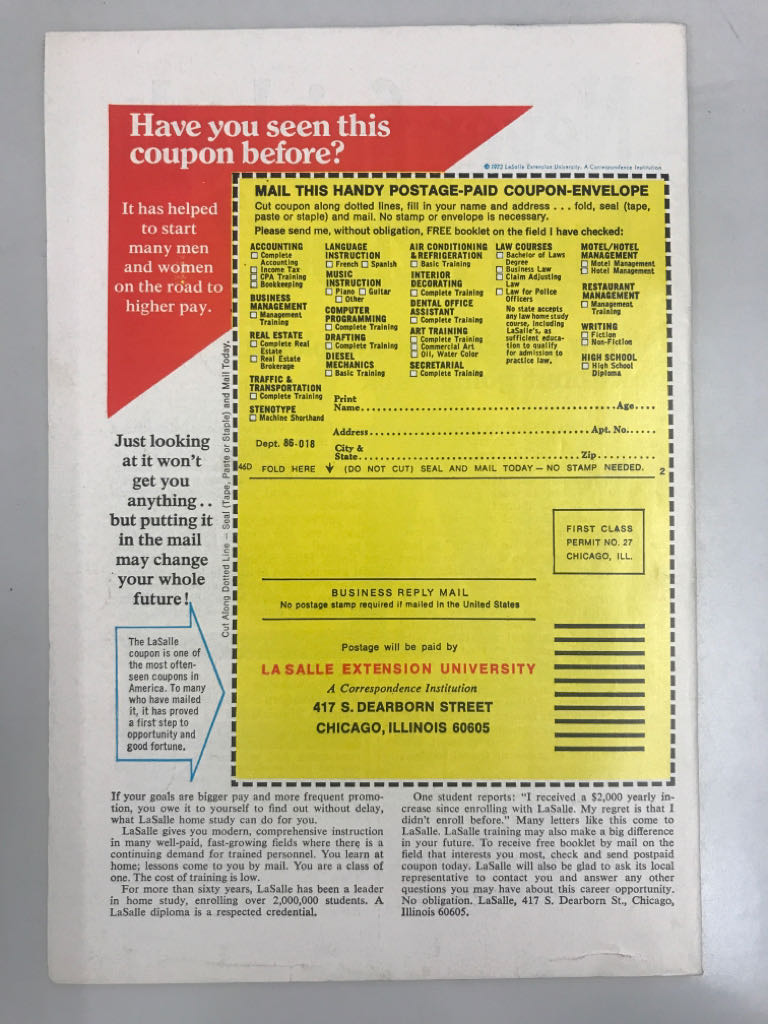 Have you seen this
coupon before?
© 1972 LaSalle Extension University, A Correspondence Institution
It has helped
to start
many men
and women
on the road to
higher pay.
MAIL THIS HANDY POSTAGE-PAID COUPON-ENVELOPE
Cut coupon along dotted lines, fill in your name and address . . . fold, seal (tape,
paste or staple) and mail. No stamp or envelope is necessary.
Please send me, without obligation, FREE booklet on the field I have checked:
ACCOUNTING
☐ Complete
Accounting
☐ Income Tax
☐ CPA Training
☐ Bookkeeping
BUSINESS
MANAGEMENT
☐ Management
Training
REAL ESTATE
☐ Complete Real
Estate
☐ Real Estate
Brokerage
TRAFFIC &
TRANSPORTATION
☐ Complete Training
STENOTYPE
☐ Machine Shorthand
LANGUAGE
INSTRUCTION
☐ French ☐ Spanish
MUSIC
INSTRUCTION
☐ Piano ☐ Guitar
☐ Other
COMPUTER
PROGRAMMING
☐ Complete Training
DRAFTING
☐ Complete Training
DIESEL
MECHANICS
☐ Basic Training
AIR CONDITIONING
& REFRIGERATION
☐ Basic Training
INTERIOR
DECORATING
☐ Complete Training
DENTAL OFFICE
ASSISTANT
☐ Complete Training
ART TRAINING
☐ Complete Training
☐ Commercial Art
☐ Oil, Water Color
SECRETARIAL
☐ Complete Training
LAW COURSES
☐ Bachelor of Laws
Degree
☐ Business Law
☐ Claim Adjusting
Law
☐ Law for Police
Officers
No state accepts
any law home study
course, including
LaSalle's, as
sufficient educa-
tion to qualify
for admission to
practice law.
MOTEL/HOTEL
MANAGEMENT
☐ Motel Management
☐ Hotel Management
RESTAURANT
MANAGEMENT
☐ Management
Training
WRITING
☐ Fiction
☐ Non-Fiction
HIGH SCHOOL
☐ High School
Diploma
Print
Name.......... Age....
Address.......... Apt. No......
Dept. 86-018
City &
State.......... Zip..........
46D FOLD HERE ↓ (DO NOT CUT) SEAL AND MAIL TODAY — NO STAMP NEEDED. 2
Cut Along Dotted Line — Seal (Tape, Paste or Staple) and Mail Today.
Just looking
at it won't
get you
anything . .
but putting it
in the mail
may change
your whole
future!
The LaSalle
coupon is one of
the most often-
seen coupons in
America. To many
who have mailed
it, it has proved
a first step to
opportunity and
good fortune.
FIRST CLASS
PERMIT NO. 27
CHICAGO, ILL.
BUSINESS REPLY MAIL
No postage stamp required if mailed in the United States
Postage will be paid by
LA SALLE EXTENSION UNIVERSITY
A Correspondence Institution
417 S. DEARBORN STREET
CHICAGO, ILLINOIS 60605
If your goals are bigger pay and more frequent promo-
tion, you owe it to yourself to find out without delay,
what LaSalle home study can do for you.
LaSalle gives you modern, comprehensive instruction
in many well-paid, fast-growing fields where there is a
continuing demand for trained personnel. You learn at
home; lessons come to you by mail. You are a class of
one. The cost of training is low.
For more than sixty years, LaSalle has been a leader
in home study, enrolling over 2,000,000 students. A
LaSalle diploma is a respected credential.
One student reports: "I received a $2,000 yearly in-
crease since enrolling with LaSalle. My regret is that I
didn't enroll before." Many letters like this come to
LaSalle. LaSalle training may also make a big difference
in your future. To receive free booklet by mail on the
field that interests you most, check and send postpaid
coupon today. LaSalle will also be glad to ask its local
representative to contact you and answer any other
questions you may have about this career opportunity.
No obligation. LaSalle, 417 S. Dearborn St., Chicago,
Illinois 60605.